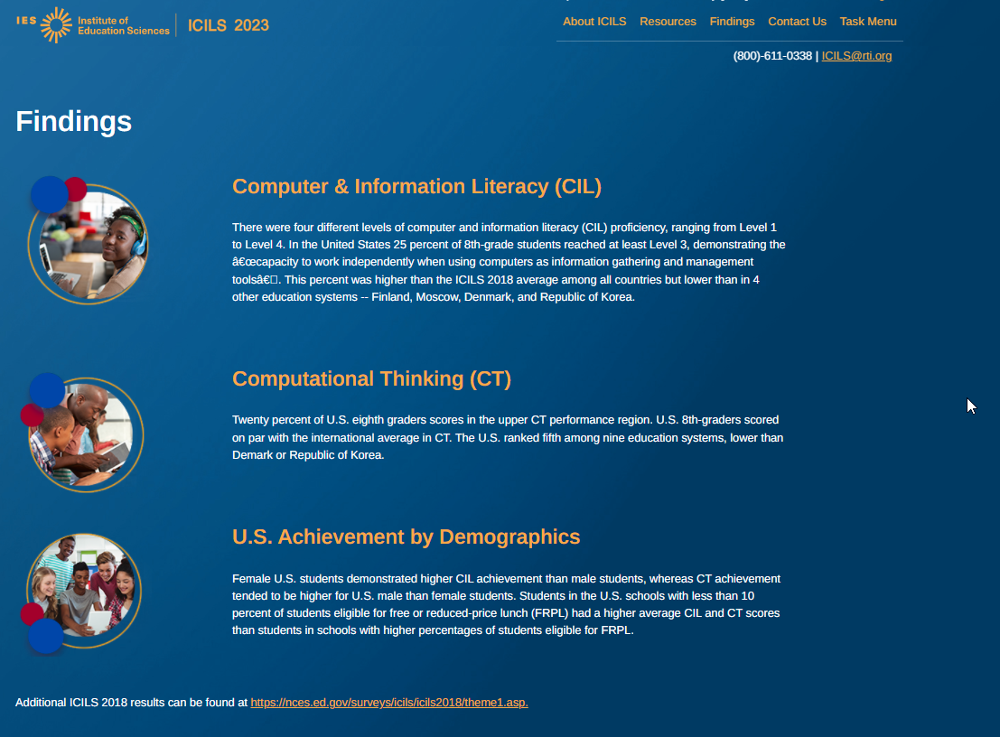 IES Institute of
Education Sciences
ICILS 2023
About ICILS Resources Findings Contact Us Task Menu
(800)-611-0338 | ICILS@rti.org
Findings
Computer & Information Literacy (CIL)
There were four different levels of computer and information literacy (CIL) proficiency, ranging from Level 1
to Level 4. In the United States 25 percent of 8th-grade students reached at least Level 3, demonstrating the
“capacity to work independently when using computers as information gathering and management
toolsâ€□. This percent was higher than the ICILS 2018 average among all countries but lower than in 4
other education systems -- Finland, Moscow, Denmark, and Republic of Korea.
Computational Thinking (CT)
Twenty percent of U.S. eighth graders scores in the upper CT performance region. U.S. 8th-graders scored
on par with the international average in CT. The U.S. ranked fifth among nine education systems, lower than
Demark or Republic of Korea.
U.S. Achievement by Demographics
Female U.S. students demonstrated higher CIL achievement than male students, whereas CT achievement
tended to be higher for U.S. male than female students. Students in the U.S. schools with less than 10
percent of students eligible for free or reduced-price lunch (FRPL) had a higher average CIL and CT scores
than students in schools with higher percentages of students eligible for FRPL.
Additional ICILS 2018 results can be found at https://nces.ed.gov/surveys/icils/icils2018/theme1.asp.